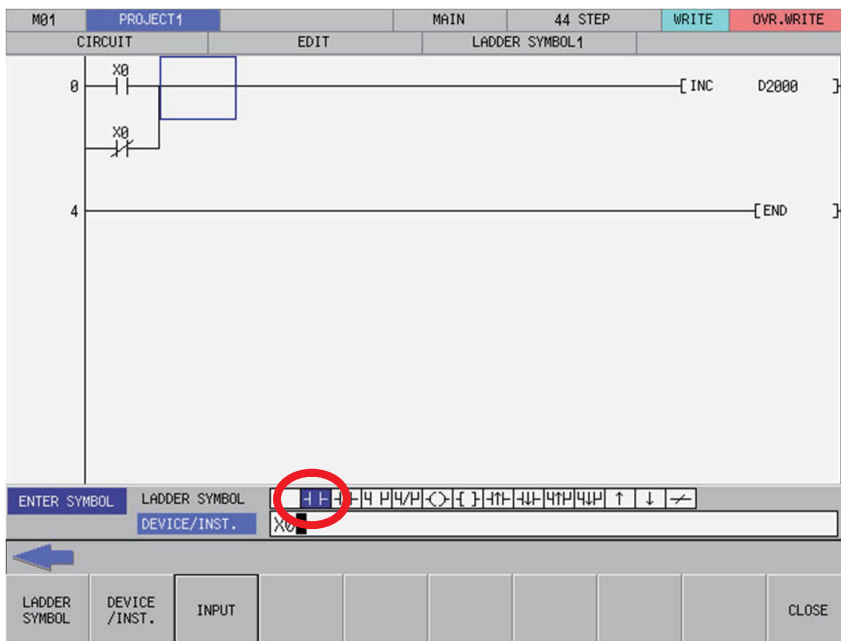 M01 PROJECT1 MAIN 44 STEP WRITE OVR.WRITE
CIRCUIT EDIT LADDER SYMBOL1
X0
0 INC D2000
X0
4 END
ENTER SYMBOL LADDER SYMBOL
DEVICE/INST. X0
LADDER SYMBOL DEVICE /INST. INPUT CLOSE